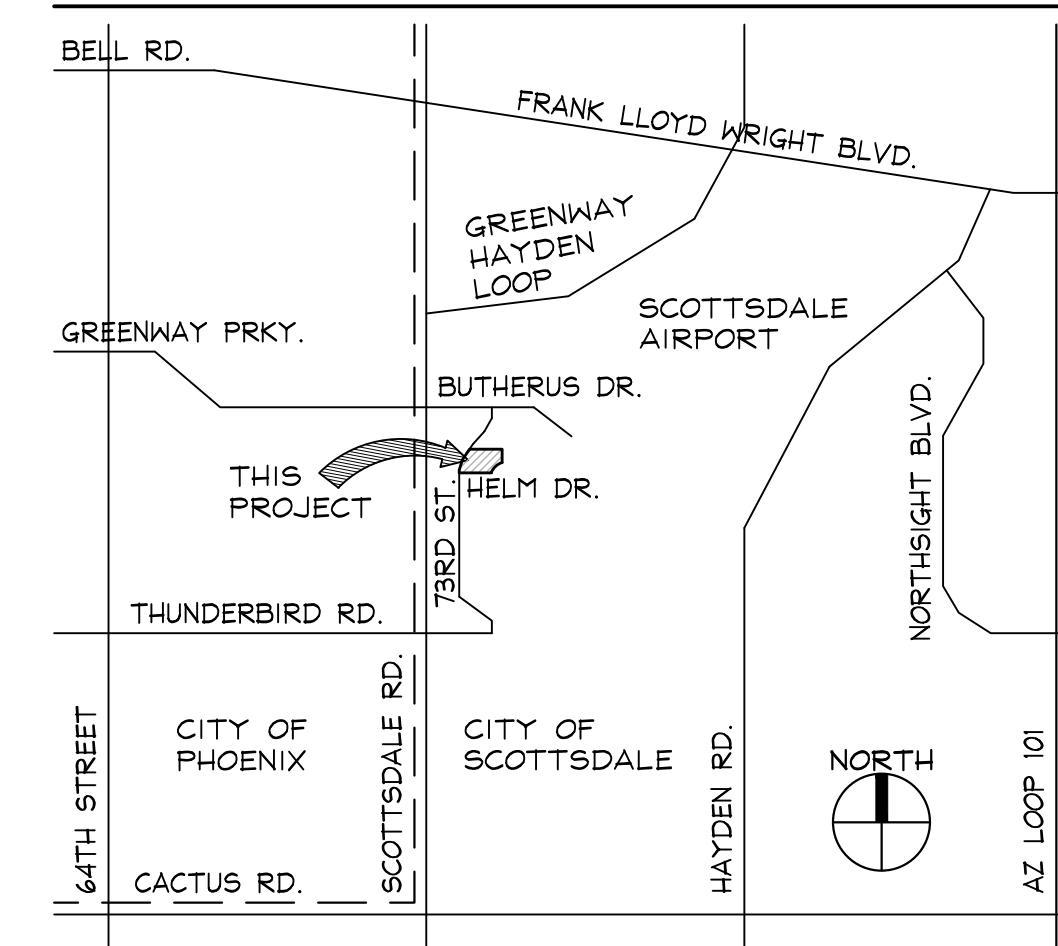 BELL RD.
FRANK LLOYD WRIGHT BLVD.
GREENWAY
HAYDEN
LOOP
SCOTTSDALE
AIRPORT
GREENWAY PRKY.
BUTHERUS DR.
THIS
PROJECT
HELM DR.
73RD ST.
NORTHSIGHT BLVD.
THUNDERBIRD RD.
SCOTTSDALE RD.
CITY OF
PHOENIX
CITY OF
SCOTTSDALE
64TH STREET
HAYDEN RD.
NORTH
AZ LOOP 101
CACTUS RD.